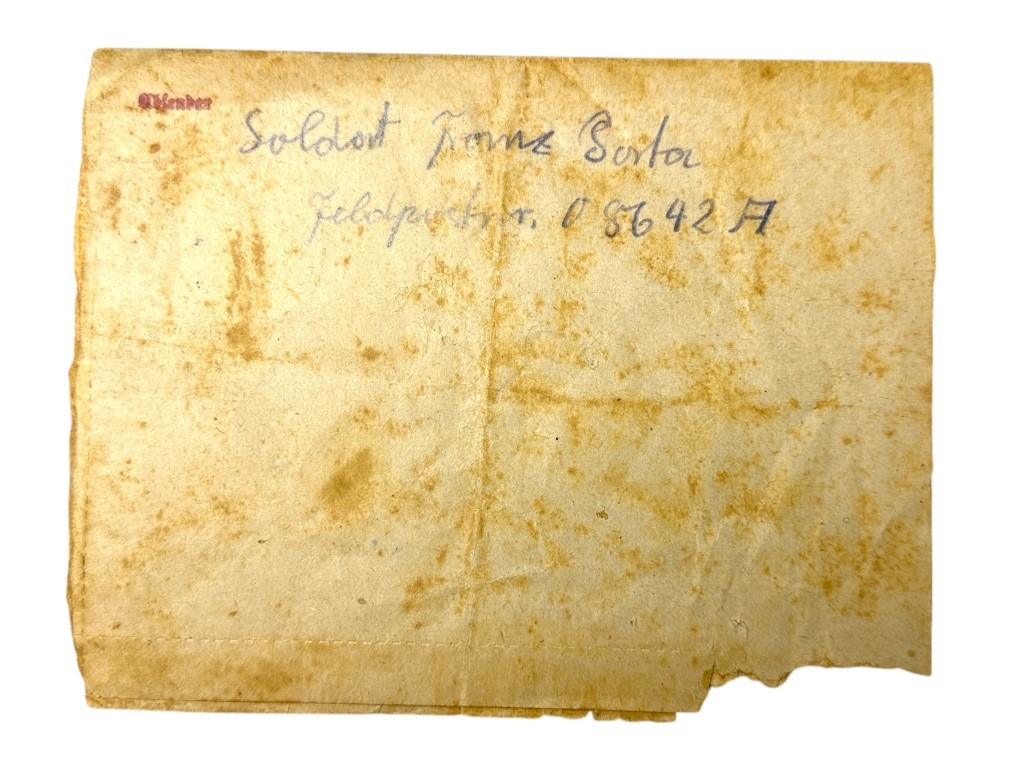 Absender
Soldat Franz Sorta
Feldpostnr. 08642 A